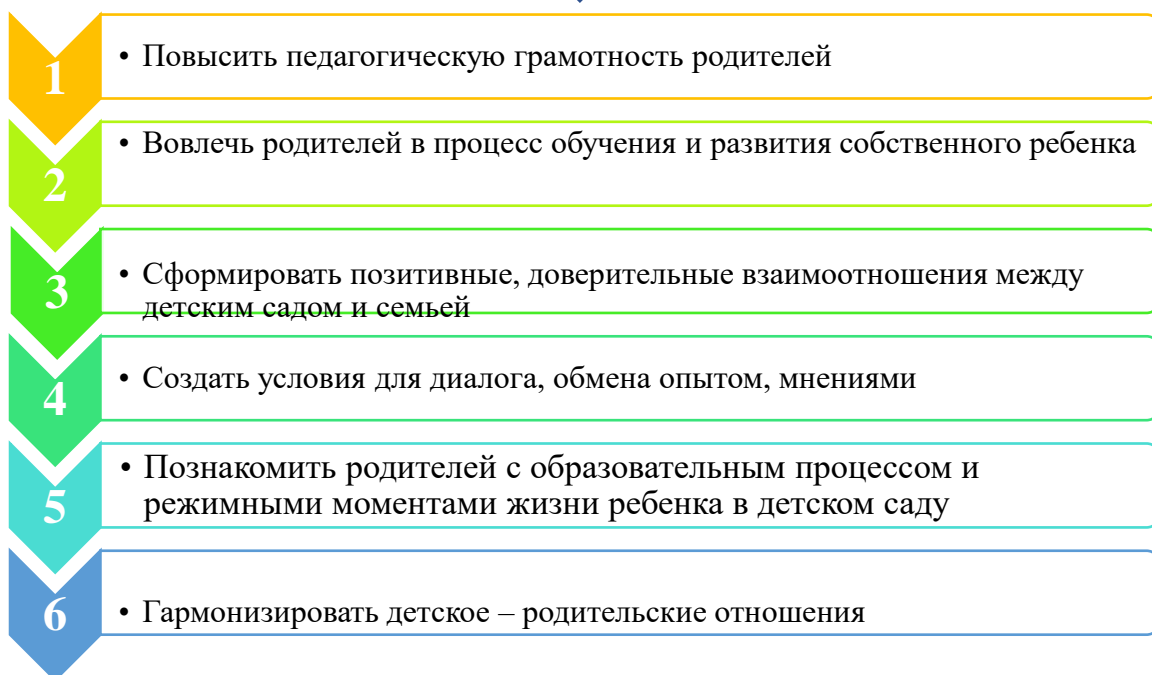 1
• Повысить педагогическую грамотность родителей
2
• Вовлечь родителей в процесс обучения и развития собственного ребенка
3
• Сформировать позитивные, доверительные взаимоотношения между
детским садом и семьей
4
• Создать условия для диалога, обмена опытом, мнениями
5
• Познакомить родителей с образовательным процессом и
режимными моментами жизни ребенка в детском саду
6
• Гармонизировать детское – родительские отношения